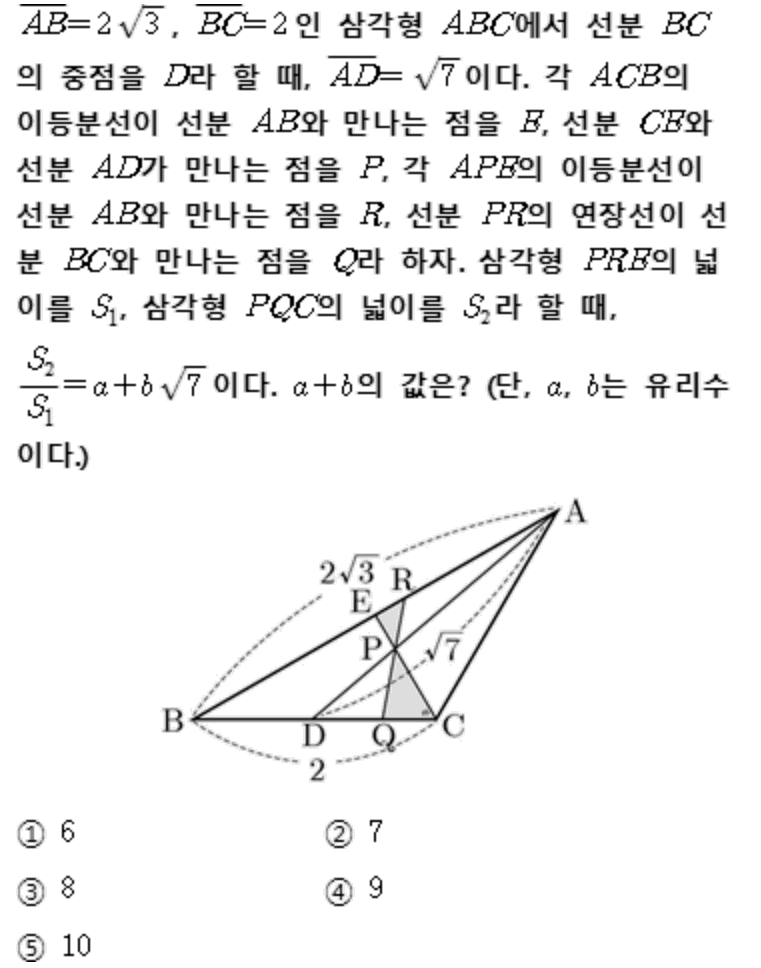 AB=2√3, BC=2인 삼각형 ABC에서 선분 BC
의 중점을 D라 할 때, AD=√7이다. 각 ACB의
이등분선이 선분 AB와 만나는 점을 E, 선분 CE와
선분 AD가 만나는 점을 P, 각 APE의 이등분선이
선분 AB와 만나는 점을 R, 선분 PR의 연장선이 선
분 BC와 만나는 점을 Q라 하자. 삼각형 PRE의 넓
이를 S₁, 삼각형 PQC의 넓이를 S₂라 할 때,
S₂/S₁=a+b√7이다. a+b의 값은? (단, a, b는 유리수
이다.)
A
2√3 R
E
P √7
B D Q C
2
① 6 ② 7
③ 8 ④ 9
⑤ 10